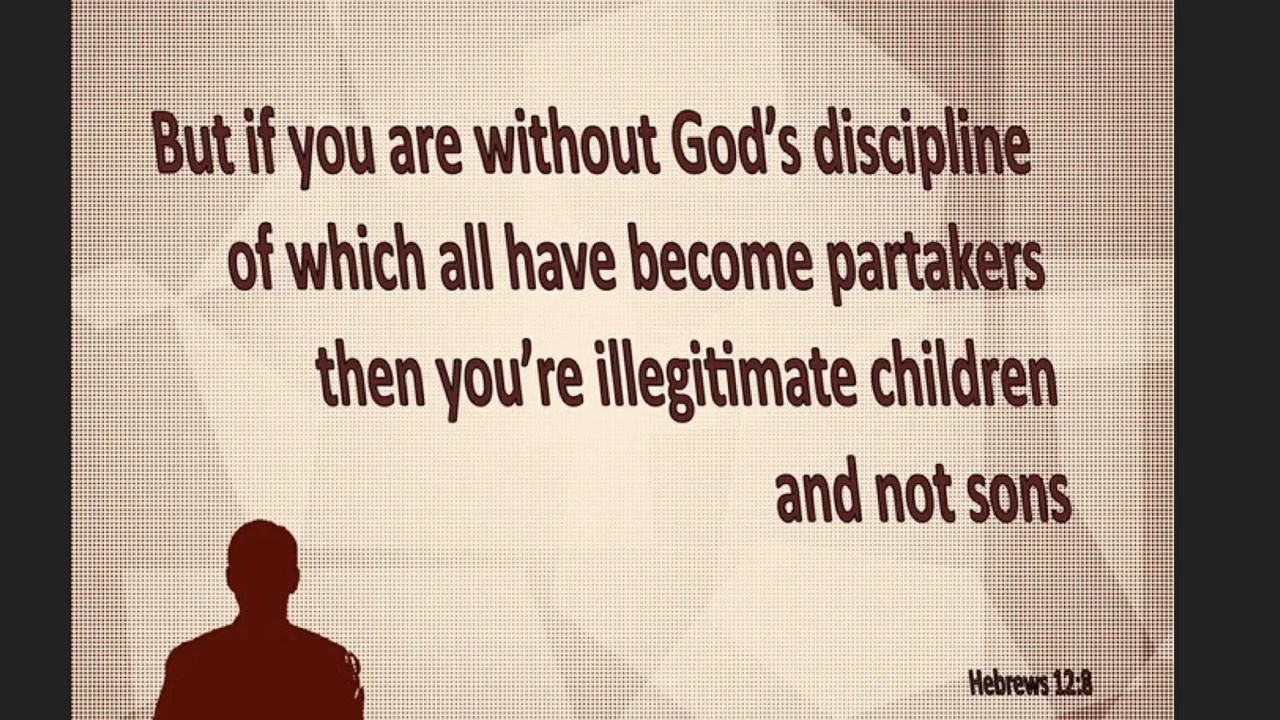 But if you are without God’s discipline
of which all have become partakers
then you’re illegitimate children
and not sons
Hebrews 12:8